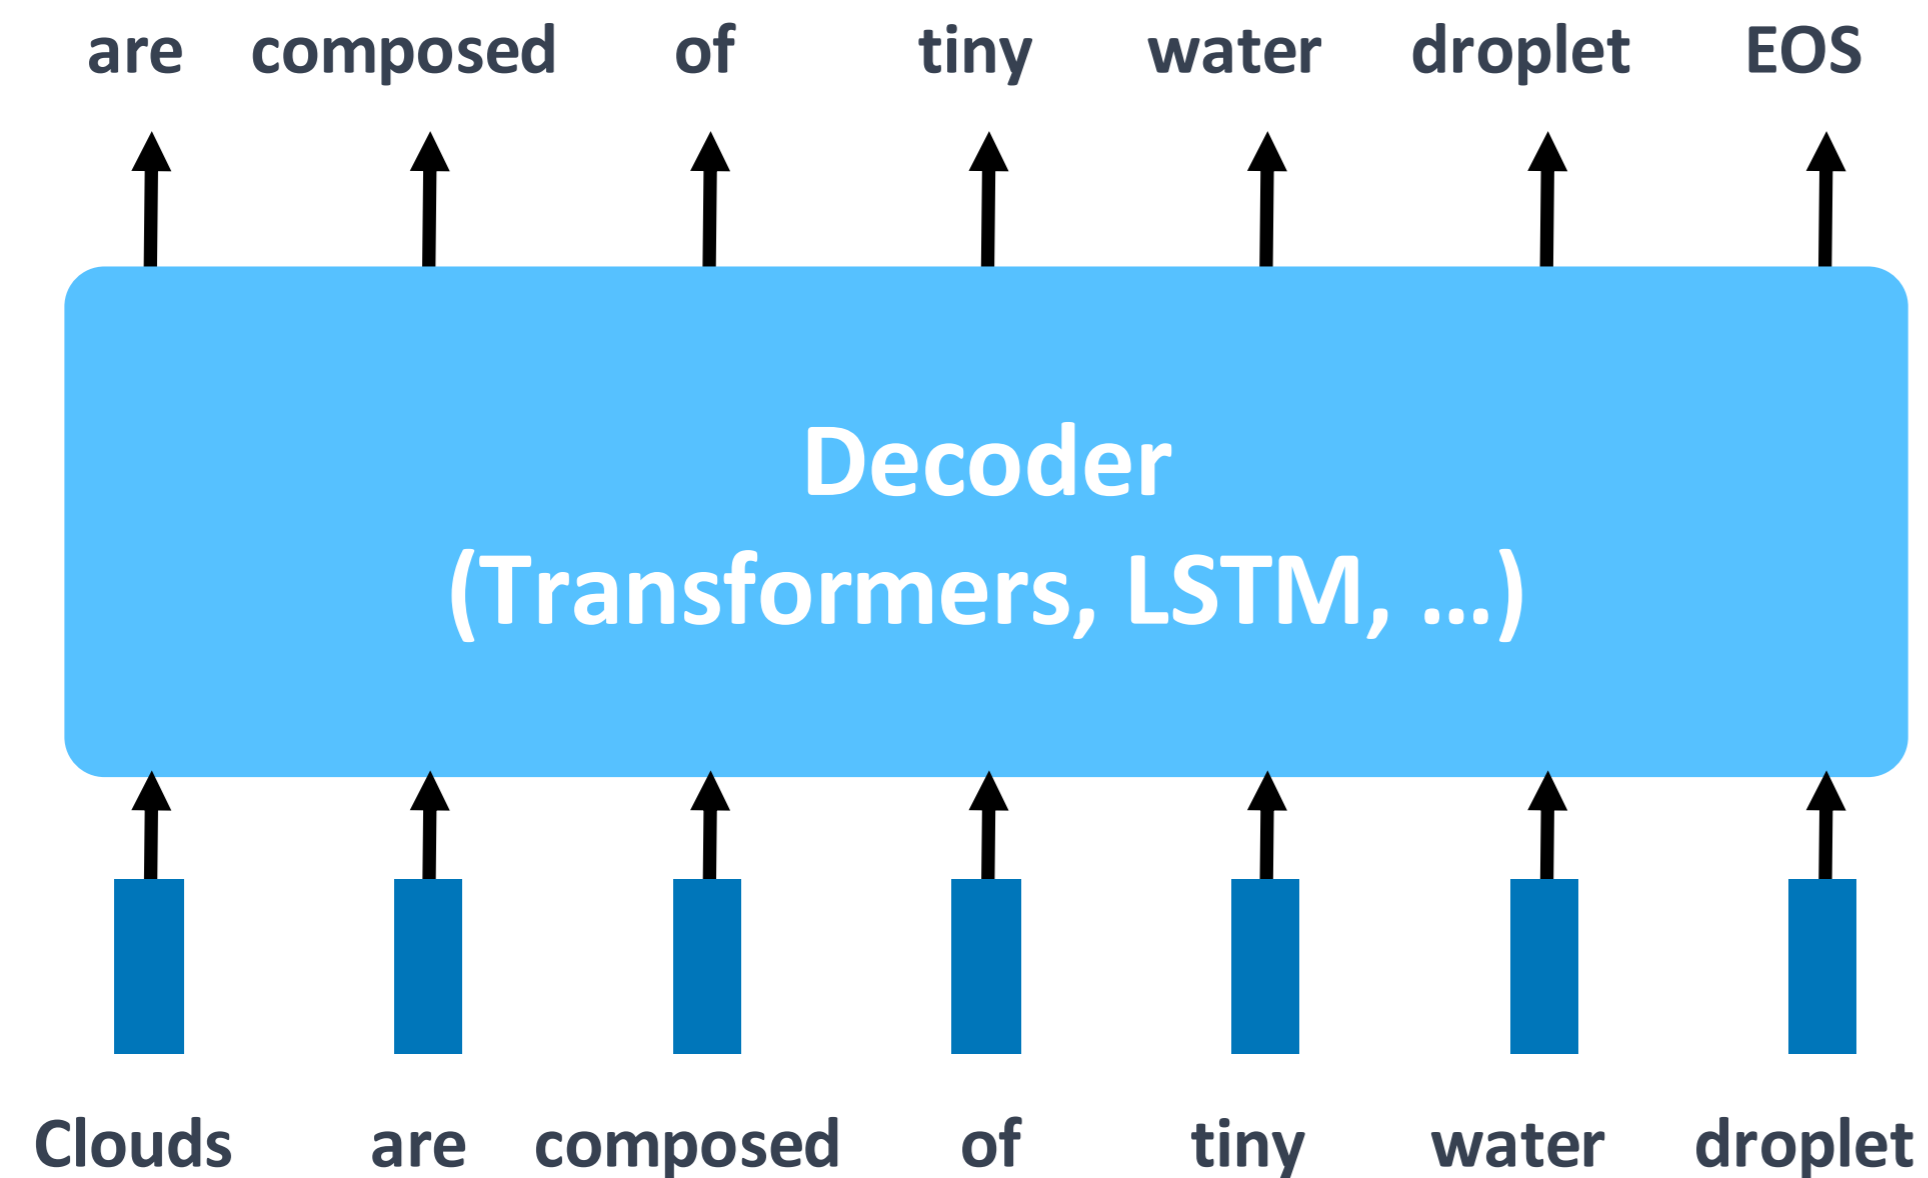 are composed of tiny water droplet EOS
Decoder
(Transformers, LSTM, ...)
Clouds are composed of tiny water droplet